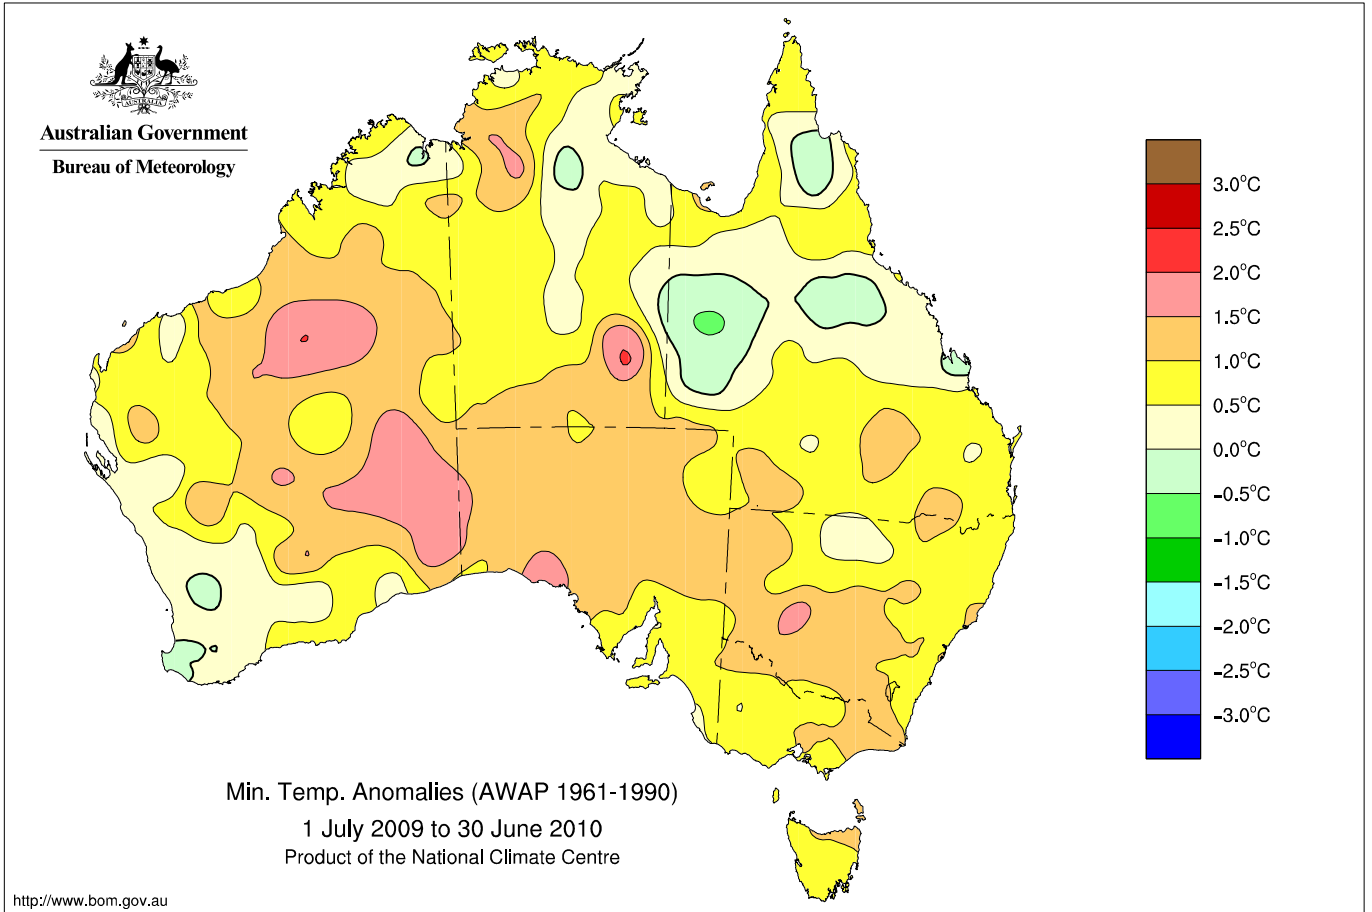 AUSTRALIA
Australian Government
Bureau of Meteorology
3.0°C
2.5°C
2.0°C
1.5°C
1.0°C
0.5°C
0.0°C
−0.5°C
−1.0°C
−1.5°C
−2.0°C
−2.5°C
−3.0°C
Min. Temp. Anomalies (AWAP 1961-1990)
1 July 2009 to 30 June 2010
Product of the National Climate Centre
http://www.bom.gov.au